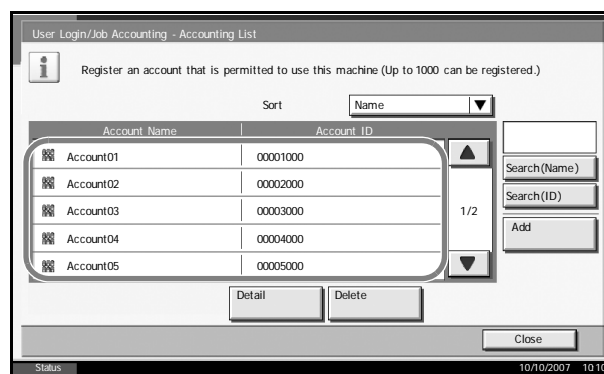 User Login/Job Accounting - Accounting List
Register an account that is permitted to use this machine (Up to 1000 can be registered.)
Sort Name
Account Name Account ID
Account01 00001000
Account02 00002000
Account03 00003000
Account04 00004000
Account05 00005000
1/2
Search(Name)
Search(ID)
Add
Detail Delete
Close
Status 10/10/2007 10:10